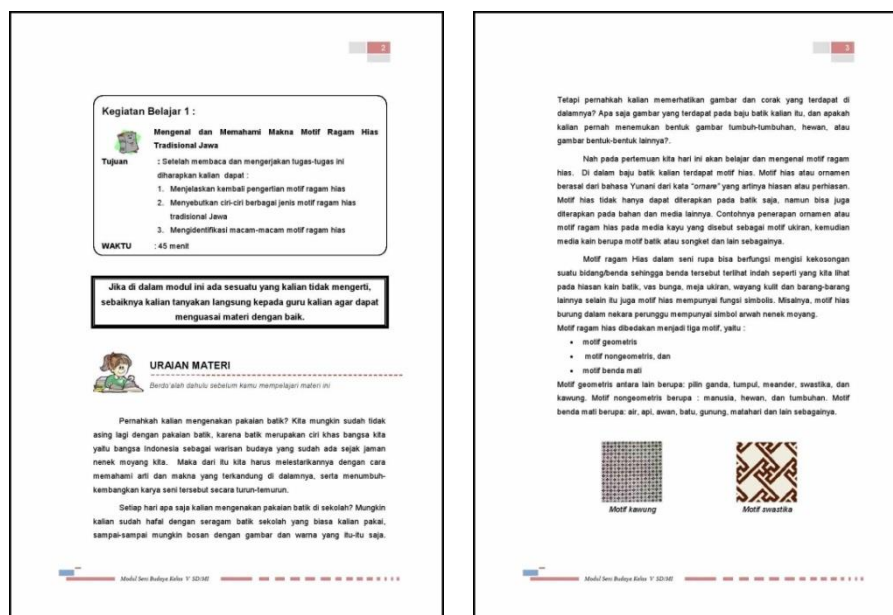 2
Kegiatan Belajar 1 :
Mengenal dan Memahami Makna Motif Ragam Hias
Tradisional Jawa
Tujuan : Setelah membaca dan mengerjakan tugas-tugas ini
diharapkan kalian dapat :
1. Menjelaskan kembali pengertian motif ragam hias
2. Menyebutkan ciri-ciri berbagai jenis motif ragam hias
tradisional Jawa
3. Mengidentifikasi macam-macam motif ragam hias
WAKTU : 45 menit
Jika di dalam modul ini ada sesuatu yang kalian tidak mengerti,
sebaiknya kalian tanyakan langsung kepada guru kalian agar dapat
menguasai materi dengan baik.
URAIAN MATERI
Berdo'alah dahulu sebelum kamu mempelajari materi ini
Pernahkah kalian mengenakan pakaian batik? Kita mungkin sudah tidak
asing lagi dengan pakaian batik, karena batik merupakan ciri khas bangsa kita
yaitu bangsa Indonesia sebagai warisan budaya yang sudah ada sejak jaman
nenek moyang kita. Maka dari itu kita harus melestarikannya dengan cara
memahami arti dan makna yang terkandung di dalamnya, serta menumbuh-
kembangkan karya seni tersebut secara turun-temurun.
Setiap hari apa saja kalian mengenakan pakaian batik di sekolah? Mungkin
kalian sudah hafal dengan seragam batik sekolah yang biasa kalian pakai,
sampai-sampai mungkin bosan dengan gambar dan warna yang itu-itu saja.
Modul Seni Budaya Kelas V SD/MI
3
Tetapi pernahkah kalian memerhatikan gambar dan corak yang terdapat di
dalamnya? Apa saja gambar yang terdapat pada baju batik kalian itu, dan apakah
kalian pernah menemukan bentuk gambar tumbuh-tumbuhan, hewan, atau
gambar bentuk-bentuk lainnya?.
Nah pada pertemuan kita hari ini akan belajar dan mengenal motif ragam
hias. Di dalam baju batik kalian terdapat motif hias. Motif hias atau ornamen
berasal dari bahasa Yunani dari kata "ornare" yang artinya hiasan atau perhiasan.
Motif hias tidak hanya dapat diterapkan pada batik saja, namun bisa juga
diterapkan pada bahan dan media lainnya. Contohnya penerapan ornamen atau
motif ragam hias pada media kayu yang disebut sebagai motif ukiran, kemudian
media kain berupa motif batik atau songket dan lain sebagainya.
Motif ragam Hias dalam seni rupa bisa berfungsi mengisi kekosongan
suatu bidang/benda sehingga benda tersebut terlihat indah seperti yang kita lihat
pada hiasan kain batik, vas bunga, meja ukiran, wayang kulit dan barang-barang
lainnya selain itu juga motif hias mempunyai fungsi simbolis. Misalnya, motif hias
burung dalam nekara perunggu mempunyai simbol arwah nenek moyang.
Motif ragam hias dibedakan menjadi tiga motif, yaitu :
• motif geometris
• motif nongeometris, dan
• motif benda mati
Motif geometris antara lain berupa: pilin ganda, tumpul, meander, swastika, dan
kawung. Motif nongeometris berupa : manusia, hewan, dan tumbuhan. Motif
benda mati berupa: air, api, awan, batu, gunung, matahari dan lain sebagainya.
Motif kawung
Motif swastika
Modul Seni Budaya Kelas V SD/MI